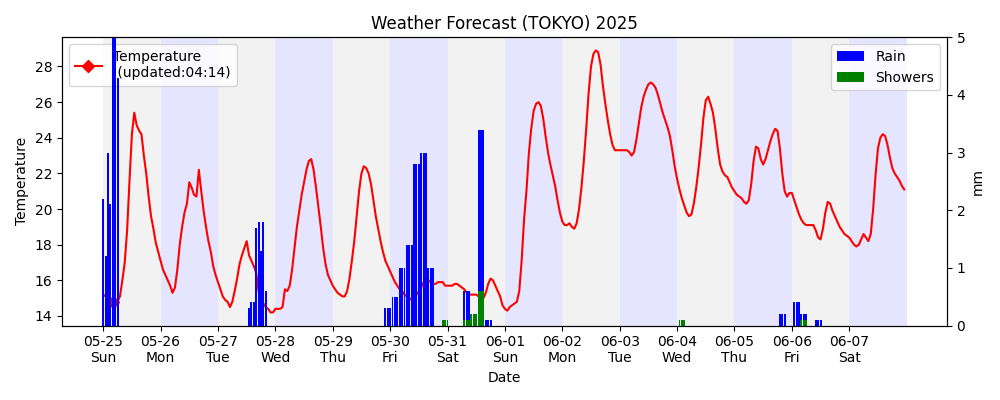 Weather Forecast (TOKYO) 2025
Temperature
(updated:04:14)
Rain
Showers
28
26
24
22
20
18
16
14
Temperature
5
4
3
2
1
0
mm
05-25 05-26 05-27 05-28 05-29 05-30 05-31 06-01 06-02 06-03 06-04 06-05 06-06 06-07
Sun Mon Tue Wed Thu Fri Sat Sun Mon Tue Wed Thu Fri Sat
Date